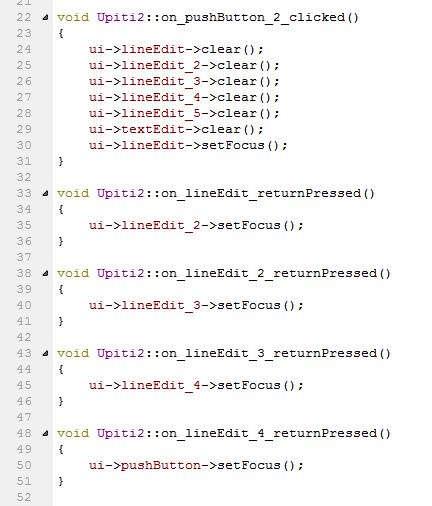 21
22 void Upiti2::on_pushButton_2_clicked()
23 {
24     ui->lineEdit->clear();
25     ui->lineEdit_2->clear();
26     ui->lineEdit_3->clear();
27     ui->lineEdit_4->clear();
28     ui->lineEdit_5->clear();
29     ui->textEdit->clear();
30     ui->lineEdit->setFocus();
31 }
32
33 void Upiti2::on_lineEdit_returnPressed()
34 {
35     ui->lineEdit_2->setFocus();
36 }
37
38 void Upiti2::on_lineEdit_2_returnPressed()
39 {
40     ui->lineEdit_3->setFocus();
41 }
42
43 void Upiti2::on_lineEdit_3_returnPressed()
44 {
45     ui->lineEdit_4->setFocus();
46 }
47
48 void Upiti2::on_lineEdit_4_returnPressed()
49 {
50     ui->pushButton->setFocus();
51 }
52